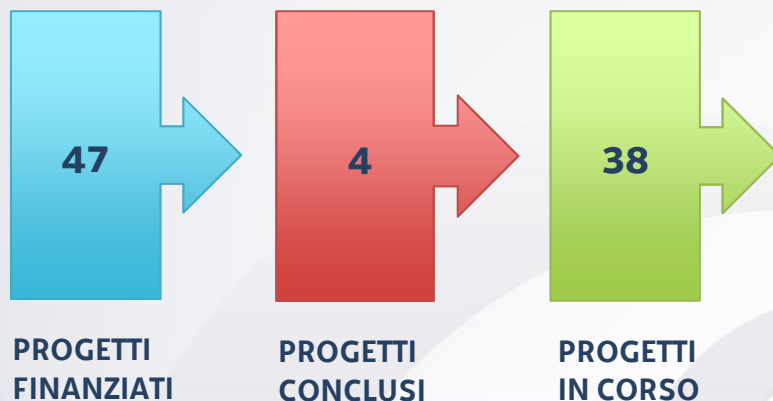 47
4
38
PROGETTI
FINANZIATI
PROGETTI
CONCLUSI
PROGETTI
IN CORSO